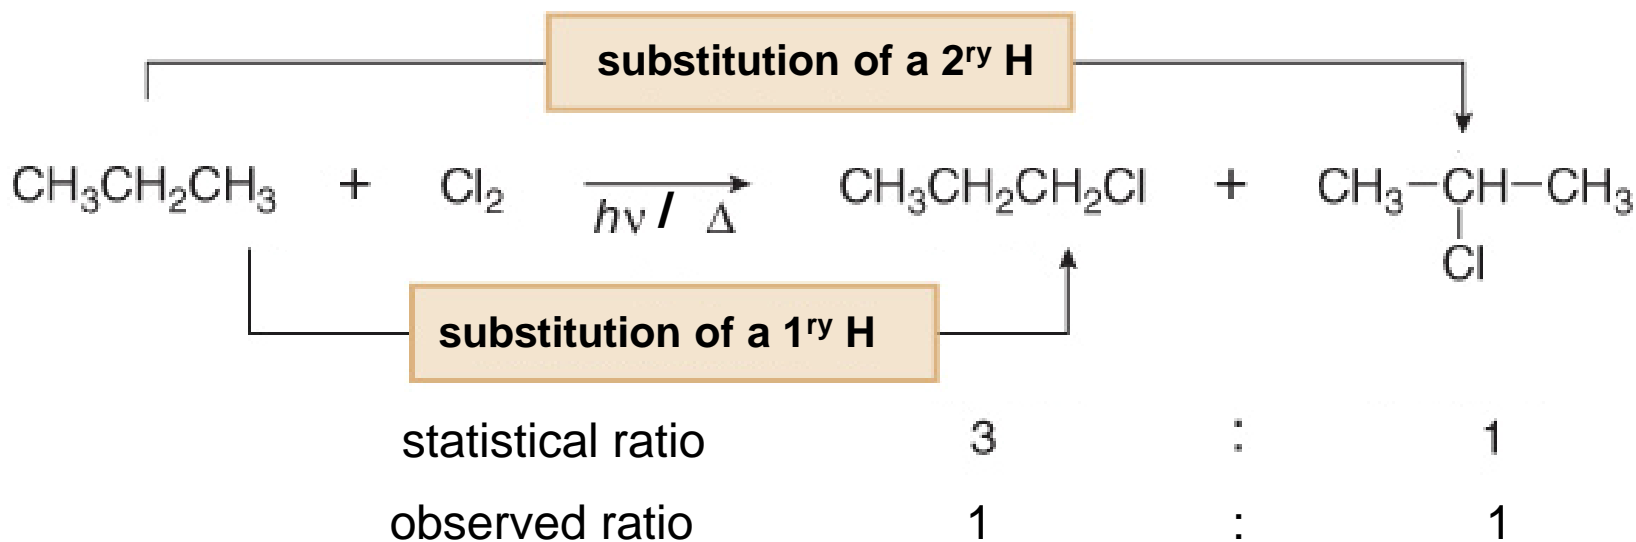 substitution of a 2ʳʸ H
CH₃CH₂CH₃ + Cl₂ hν / Δ CH₃CH₂CH₂Cl + CH₃–CH–CH₃
Cl
substitution of a 1ʳʸ H
statistical ratio 3 : 1
observed ratio 1 : 1